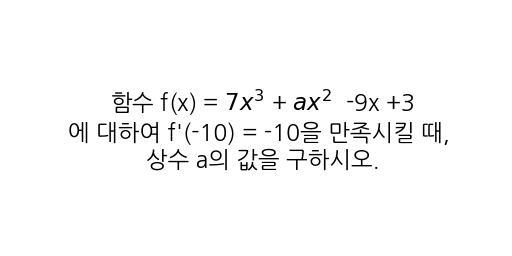 함수 f(x) = 7x³ + ax² -9x +3
에 대하여 f'(-10) = -10을 만족시킬 때,
상수 a의 값을 구하시오.